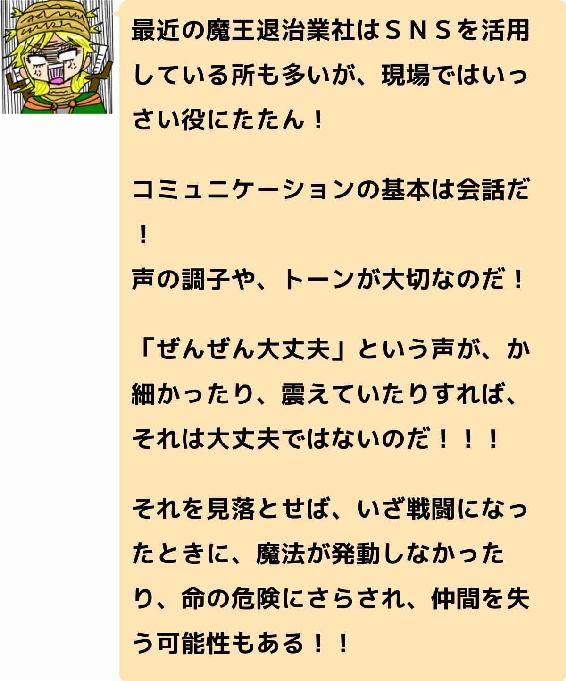 最近の魔王退治業社はＳＮＳを活用
している所も多いが、現場ではいっ
さい役にたたん！
コミュニケーションの基本は会話だ
！
声の調子や、トーンが大切なのだ！
「ぜんぜん大丈夫」という声が、か
細かったり、震えていたりすれば、
それは大丈夫ではないのだ！！！
それを見落とせば、いざ戦闘になっ
たときに、魔法が発動しなかった
り、命の危険にさらされ、仲間を失
う可能性もある！！